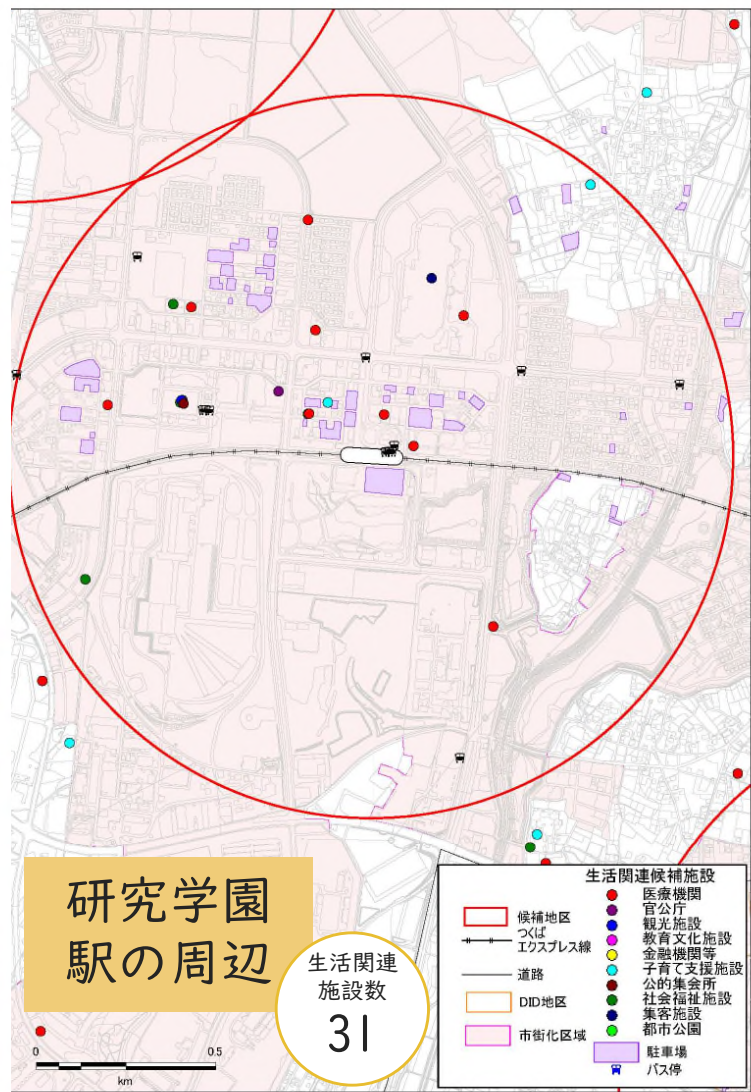 研究学園
駅の周辺
生活関連
施設数
31
0
0.5
km
候補地区
つくば
エクスプレス線
道路
DID地区
市街化区域
生活関連候補施設
医療機関
官公庁
観光施設
教育文化施設
金融機関等
子育て支援施設
公的集会所
社会福祉施設
集客施設
都市公園
駐車場
バス停